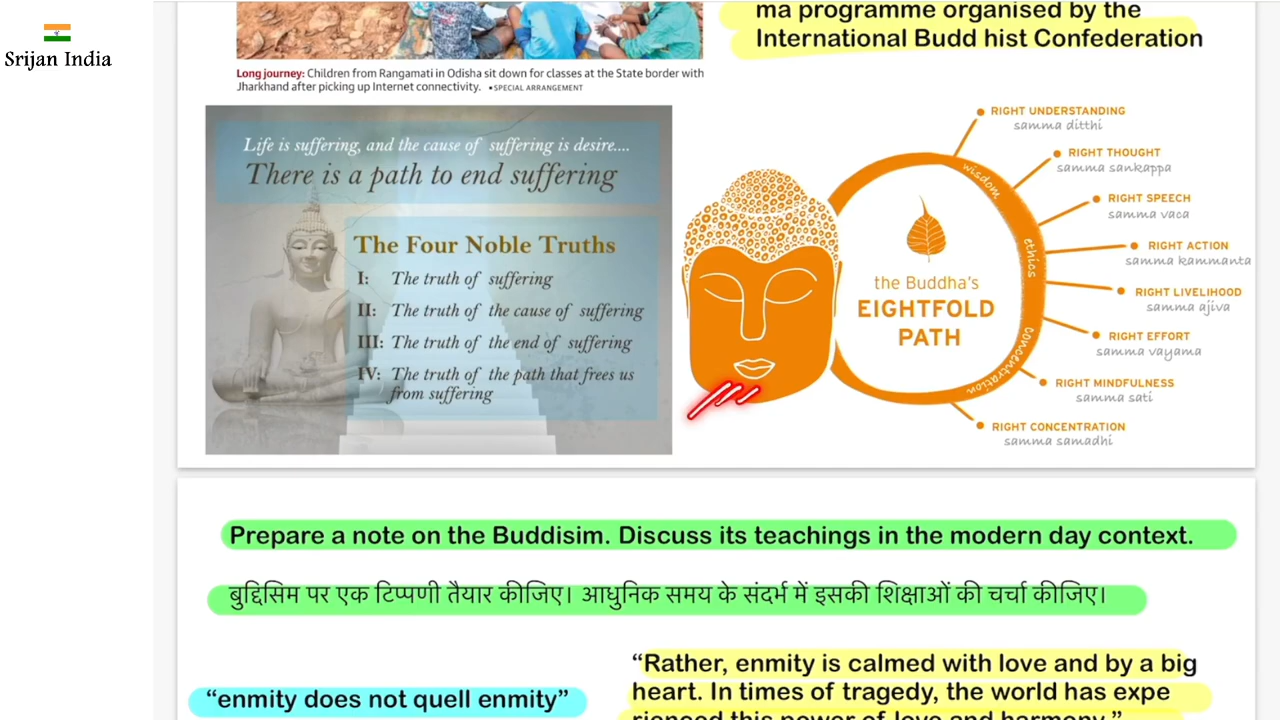 Srijan India
ma programme organised by the
International Budd hist Confederation
Long journey: Children from Rangamati in Odisha sit down for classes at the State border with
Jharkhand after picking up Internet connectivity. •SPECIAL ARRANGEMENT
Life is suffering, and the cause of suffering is desire....
There is a path to end suffering
The Four Noble Truths
I: The truth of suffering
II: The truth of the cause of suffering
III: The truth of the end of suffering
IV: The truth of the path that frees us
from suffering
the Buddha's
EIGHTFOLD
PATH
wisdom
ethics
concentration
RIGHT UNDERSTANDING
samma ditthi
RIGHT THOUGHT
samma sankappa
RIGHT SPEECH
samma vaca
RIGHT ACTION
samma kammanta
RIGHT LIVELIHOOD
samma ajiva
RIGHT EFFORT
samma vayama
RIGHT MINDFULNESS
samma sati
RIGHT CONCENTRATION
samma samadhi
Prepare a note on the Buddisim. Discuss its teachings in the modern day context.
बुद्दिसिम पर एक टिप्पणी तैयार कीजिए। आधुनिक समय के संदर्भ में इसकी शिक्षाओं की चर्चा कीजिए।
“enmity does not quell enmity”
“Rather, enmity is calmed with love and by a big
heart. In times of tragedy, the world has expe
rienced this power of love and harmony.”